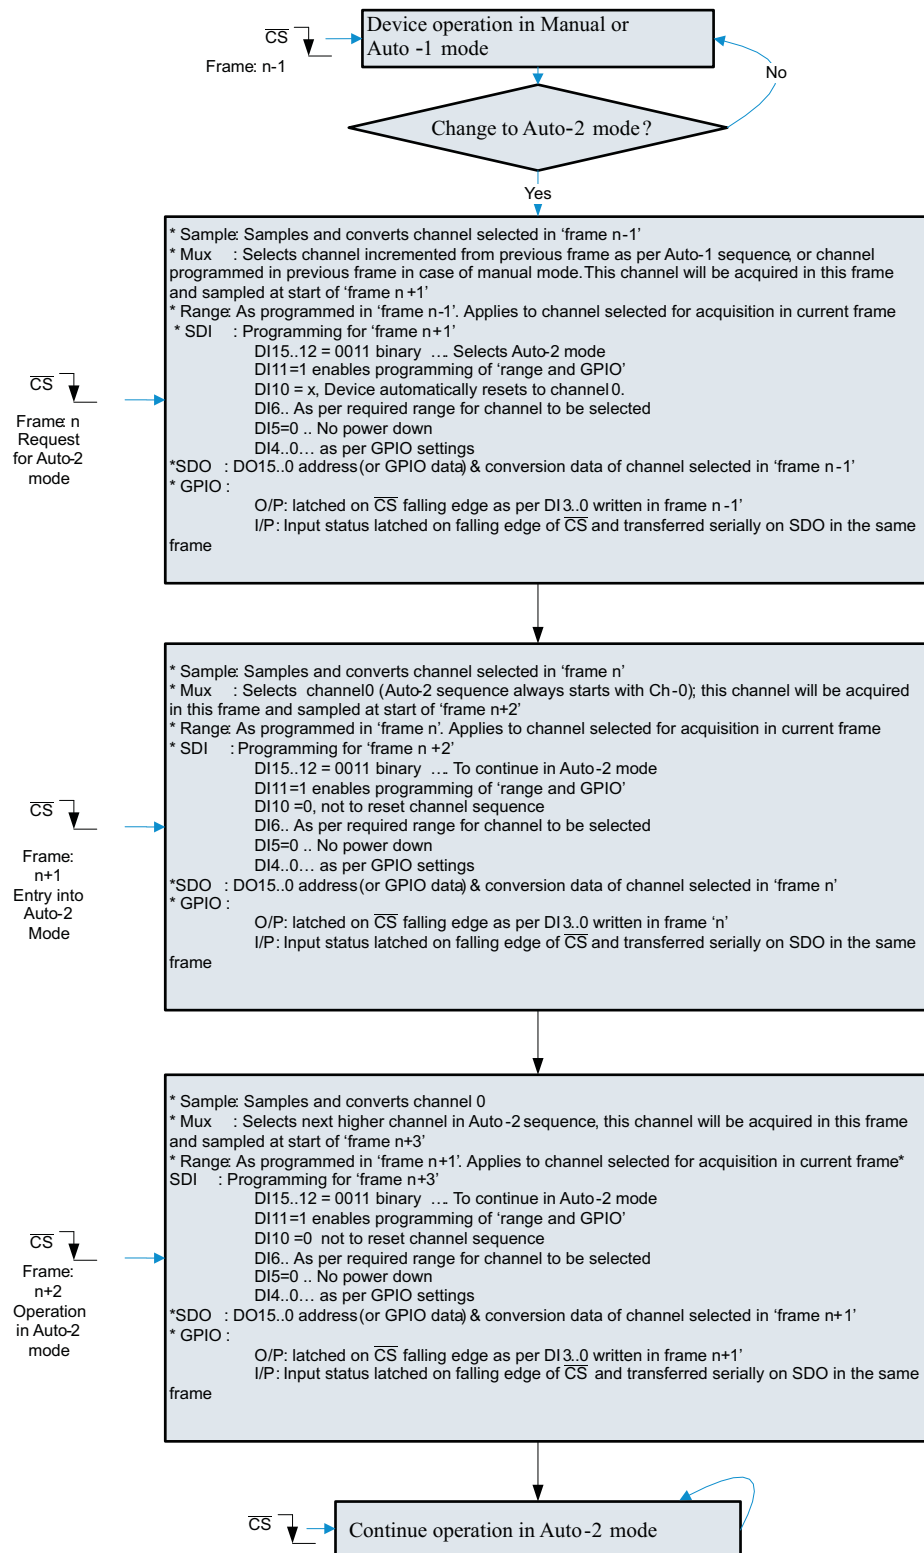 Device operation in Manual or
Auto -1 mode
CS
Frame: n-1
No
Change to Auto-2 mode?
Yes
* Sample: Samples and converts channel selected in ‘frame n-1’
* Mux : Selects channel incremented from previous frame as per Auto-1 sequence, or channel
programmed in previous frame in case of manual mode. This channel will be acquired in this frame
and sampled at start of ‘frame n+1’
* Range: As programmed in ‘frame n-1’. Applies to channel selected for acquisition in current frame
* SDI : Programming for ‘frame n+1’
DI15..12 = 0011 binary …. Selects Auto-2 mode
DI11=1 enables programming of ‘range and GPIO’
DI10 = x, Device automatically resets to channel 0.
DI6.. As per required range for channel to be selected
DI5=0 .. No power down
DI4..0… as per GPIO settings
*SDO : DO15..0 address (or GPIO data) & conversion data of channel selected in ‘frame n-1’
* GPIO :
O/P: latched on CS falling edge as per DI3..0 written in frame n-1’
I/P: Input status latched on falling edge of CS and transferred serially on SDO in the same
frame
CS
Frame: n
Request
for Auto-2
mode
* Sample: Samples and converts channel selected in ‘frame n’
* Mux : Selects channel0 (Auto-2 sequence always starts with Ch-0); this channel will be acquired
in this frame and sampled at start of ‘frame n+2’
* Range: As programmed in ‘frame n’. Applies to channel selected for acquisition in current frame
* SDI : Programming for ‘frame n +2’
DI15..12 = 0011 binary …. To continue in Auto-2 mode
DI11=1 enables programming of ‘range and GPIO’
DI10 =0, not to reset channel sequence
DI6.. As per required range for channel to be selected
DI5=0 .. No power down
DI4..0… as per GPIO settings
*SDO : DO15..0 address (or GPIO data) & conversion data of channel selected in ‘frame n’
* GPIO :
O/P: latched on CS falling edge as per DI3..0 written in frame ‘n’
I/P: Input status latched on falling edge of CS and transferred serially on SDO in the same
frame
CS
Frame:
n+1
Entry into
Auto-2
Mode
* Sample: Samples and converts channel 0
* Mux : Selects next higher channel in Auto-2 sequence, this channel will be acquired in this frame
and sampled at start of ‘frame n+3’
* Range: As programmed in ‘frame n+1’. Applies to channel selected for acquisition in current frame*
SDI : Programming for ‘frame n+3’
DI15..12 = 0011 binary …. To continue in Auto-2 mode
DI11=1 enables programming of ‘range and GPIO’
DI10 =0 not to reset channel sequence
DI6.. As per required range for channel to be selected
DI5=0 .. No power down
DI4..0… as per GPIO settings
*SDO : DO15..0 address (or GPIO data) & conversion data of channel selected in ‘frame n+1’
* GPIO :
O/P: latched on CS falling edge as per DI3..0 written in frame n+1’
I/P: Input status latched on falling edge of CS and transferred serially on SDO in the same
frame
CS
Frame:
n+2
Operation
in Auto-2
mode
CS
Continue operation in Auto-2 mode